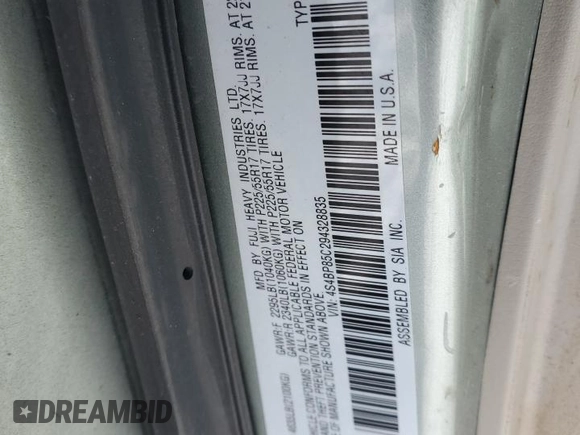 MFD BY FUJI HEAVY INDUSTRIES LTD.
GAWR:F 2295LB(1040KG) WITH P225/55R17 TIRES. 17X7JJ RIMS. AT
GAWR:R 2340LB(1060KG) WITH P225/55R17 TIRES. 17X7JJ RIMS. AT
CONFORMS TO ALL APPLICABLE FEDERAL MOTOR VEHICLE
THEFT PREVENTION STANDARDS IN EFFECT ON
MANUFACTURE SHOWN ABOVE.
VIN: 4S4BP85C294328835
TYP
ASSEMBLED BY SIA INC.
MADE IN U.S.A.
DREAMBID